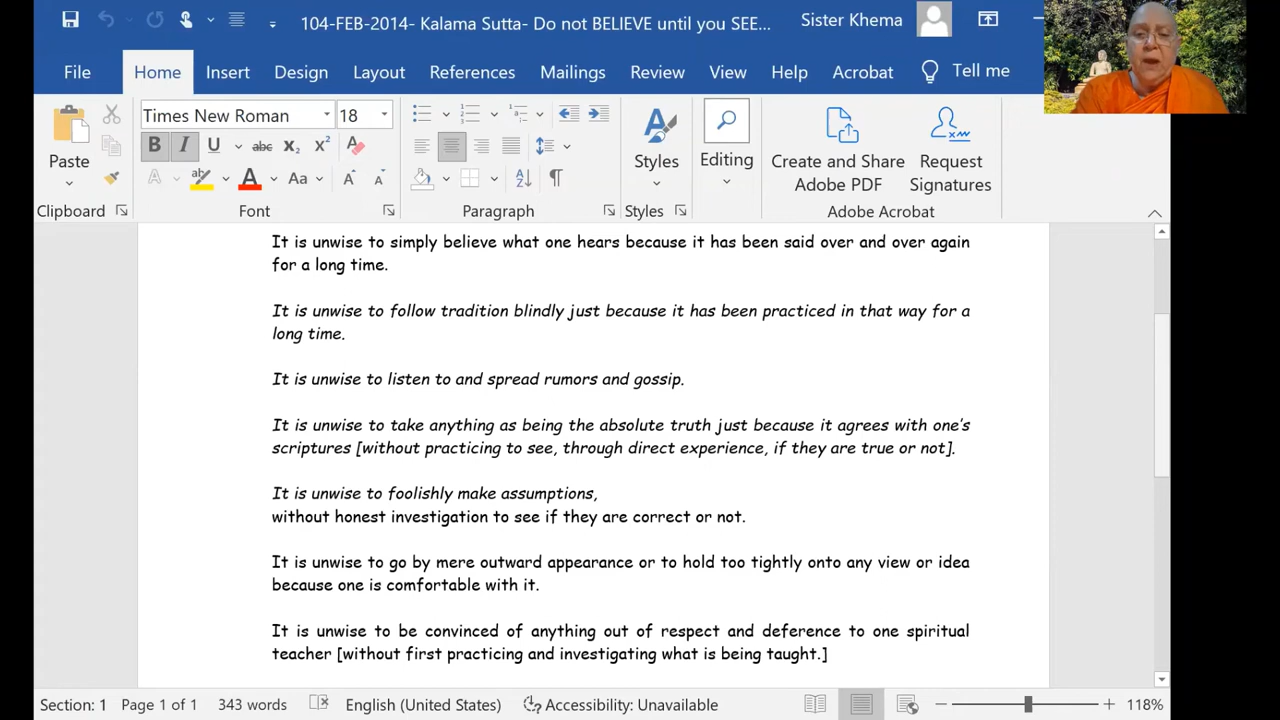 104-FEB-2014- Kalama Sutta- Do not BELIEVE until you SEE...
Sister Khema
File
Home
Insert
Design
Layout
References
Mailings
Review
View
Help
Acrobat
Tell me
Times New Roman
18
Paste
Styles
Editing
Create and Share
Adobe PDF
Request
Signatures
Clipboard
Font
Paragraph
Styles
Adobe Acrobat
It is unwise to simply believe what one hears because it has been said over and over again
for a long time.
It is unwise to follow tradition blindly just because it has been practiced in that way for a
long time.
It is unwise to listen to and spread rumors and gossip.
It is unwise to take anything as being the absolute truth just because it agrees with one's
scriptures [without practicing to see, through direct experience, if they are true or not].
It is unwise to foolishly make assumptions,
without honest investigation to see if they are correct or not.
It is unwise to go by mere outward appearance or to hold too tightly onto any view or idea
because one is comfortable with it.
It is unwise to be convinced of anything out of respect and deference to one spiritual
teacher [without first practicing and investigating what is being taught.]
Section: 1 Page 1 of 1 343 words English (United States) Accessibility: Unavailable 118%